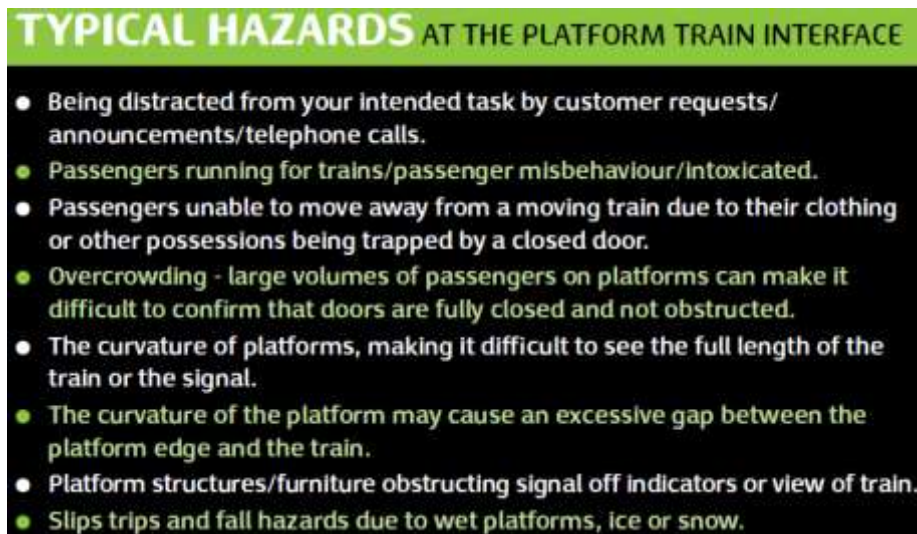 TYPICAL HAZARDS AT THE PLATFORM TRAIN INTERFACE
● Being distracted from your intended task by customer requests/
announcements/telephone calls.
● Passengers running for trains/passenger misbehaviour/intoxicated.
● Passengers unable to move away from a moving train due to their clothing
or other possessions being trapped by a closed door.
● Overcrowding - large volumes of passengers on platforms can make it
difficult to confirm that doors are fully closed and not obstructed.
● The curvature of platforms, making it difficult to see the full length of the
train or the signal.
● The curvature of the platform may cause an excessive gap between the
platform edge and the train.
● Platform structures/furniture obstructing signal off indicators or view of train.
● Slips trips and fall hazards due to wet platforms, ice or snow.